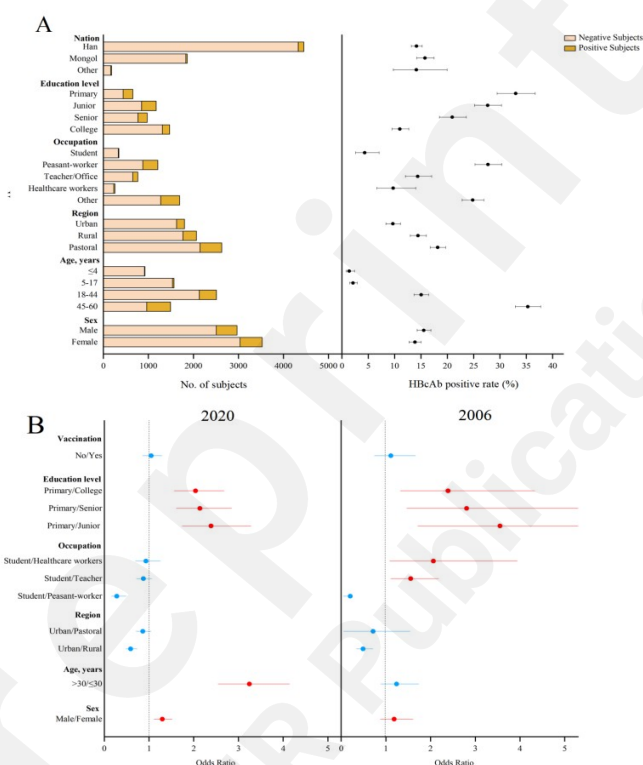 A
Negative Subjects
Positive Subjects
Nation
Han
Mongol
Other
Education level
Primary
Junior
Senior
College
Occupation
Student
Peasant-worker
Teacher/Office
Healthcare workers
Other
Region
Urban
Rural
Pastoral
Age, years
≤4
5-17
18-44
45-60
Sex
Male
Female
0 1000 2000 3000 4000 5000 0 5 10 15 20 25 30 35 40
No. of subjects HBcAb positive rate (%)
B
2020 2006
Vaccination
No/Yes
Education level
Primary/College
Primary/Senior
Primary/Junior
Occupation
Student/Healthcare workers
Student/Teacher
Student/Peasant-worker
Region
Urban/Pastoral
Urban/Rural
Age, years
>30/≤30
Sex
Male/Female
0 1 2 3 4 5 0 1 2 3 4 5
Odds Ratio Odds Ratio